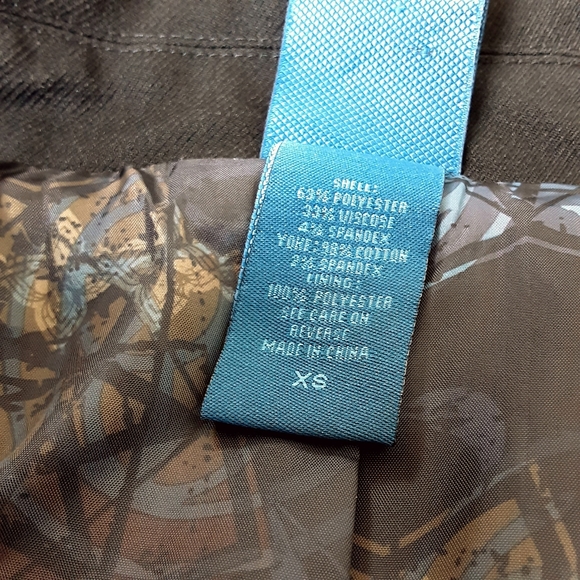 SHELL:
63% POLYESTER
33% VISCOSE
4% SPANDEX
YOKE: 98% COTTON
2% SPANDEX
LINING:
100% POLYESTER
SEE CARE ON
REVERSE
MADE IN CHINA
XS